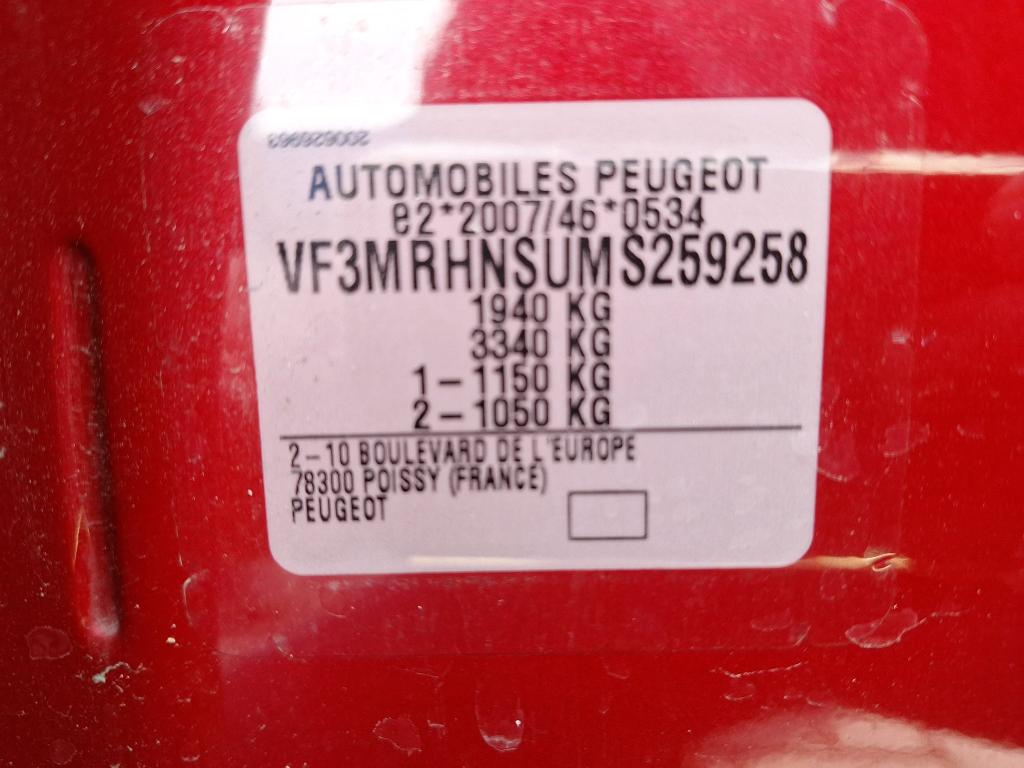 200626963
AUTOMOBILES PEUGEOT
e2*2007/46*0534
VF3MRHNSUMS259258
1940 KG
3340 KG
1-1150 KG
2-1050 KG
2-10 BOULEVARD DE L'EUROPE
78300 POISSY (FRANCE)
PEUGEOT